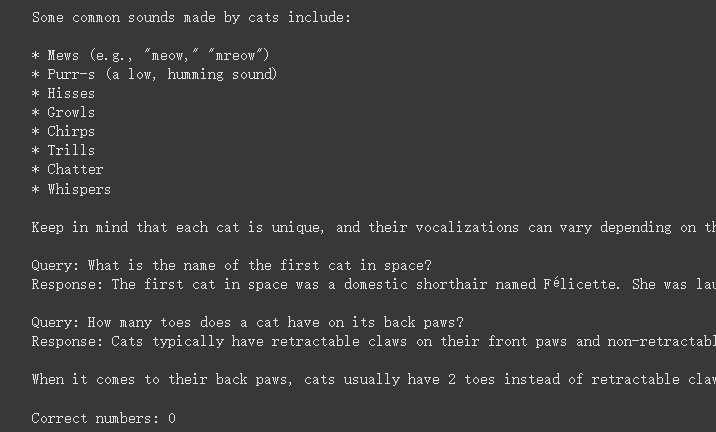 Some common sounds made by cats include:
* Mews (e.g., "meow," "mreow")
* Purr-s (a low, humming sound)
* Hisses
* Growls
* Chirps
* Trills
* Chatter
* Whispers
Keep in mind that each cat is unique, and their vocalizations can vary depending on th
Query: What is the name of the first cat in space?
Response: The first cat in space was a domestic shorthair named Félicette. She was lau
Query: How many toes does a cat have on its back paws?
Response: Cats typically have retractable claws on their front paws and non-retractabl
When it comes to their back paws, cats usually have 2 toes instead of retractable claw
Correct numbers: 0